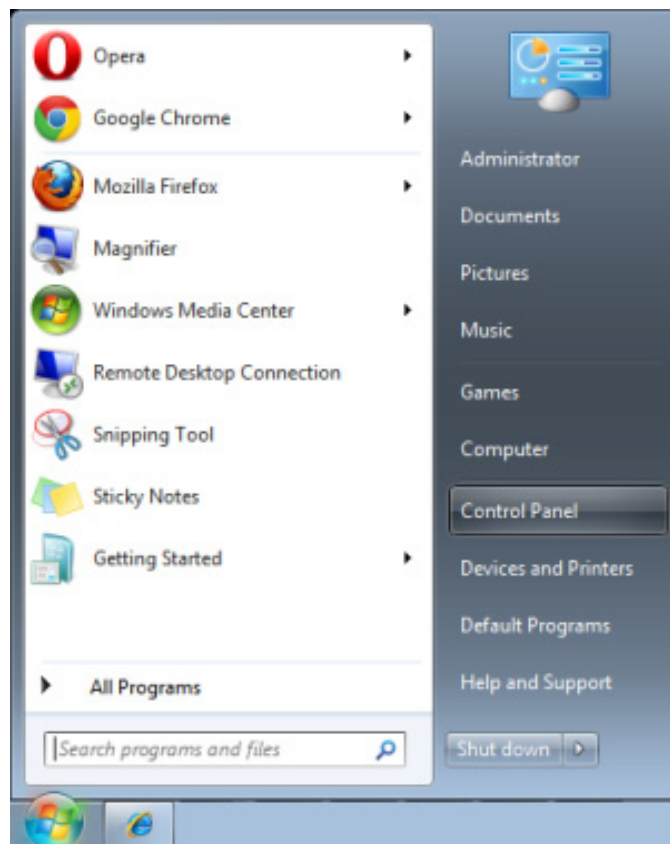 Opera
Google Chrome
Mozilla Firefox
Magnifier
Windows Media Center
Remote Desktop Connection
Snipping Tool
Sticky Notes
Getting Started
All Programs
Search programs and files
Administrator
Documents
Pictures
Music
Games
Computer
Control Panel
Devices and Printers
Default Programs
Help and Support
Shut down